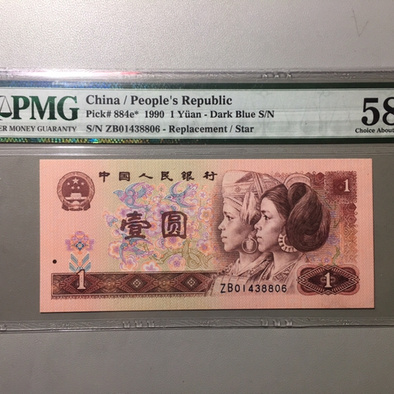 PMG
ER MONEY GUARANTY
China / People's Republic
Pick# 884e* 1990 1 Yüan - Dark Blue S/N
S/N ZB01438806 - Replacement / Star
58
Choice About
中国人民银行
1
壹圆
1
ZB01438806
1